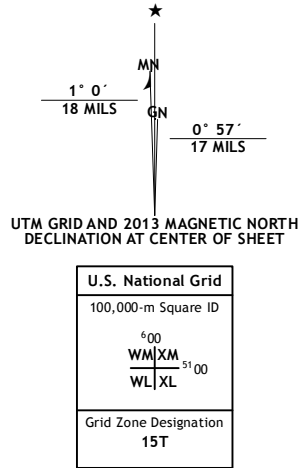 MN
1° 0´
18 MILS
GN
0° 57´
17 MILS
UTM GRID AND 2013 MAGNETIC NORTH
DECLINATION AT CENTER OF SHEET
U.S. National Grid
100,000-m Square ID
⁶00
WM XM
⁵¹00
WL XL
Grid Zone Designation
15T